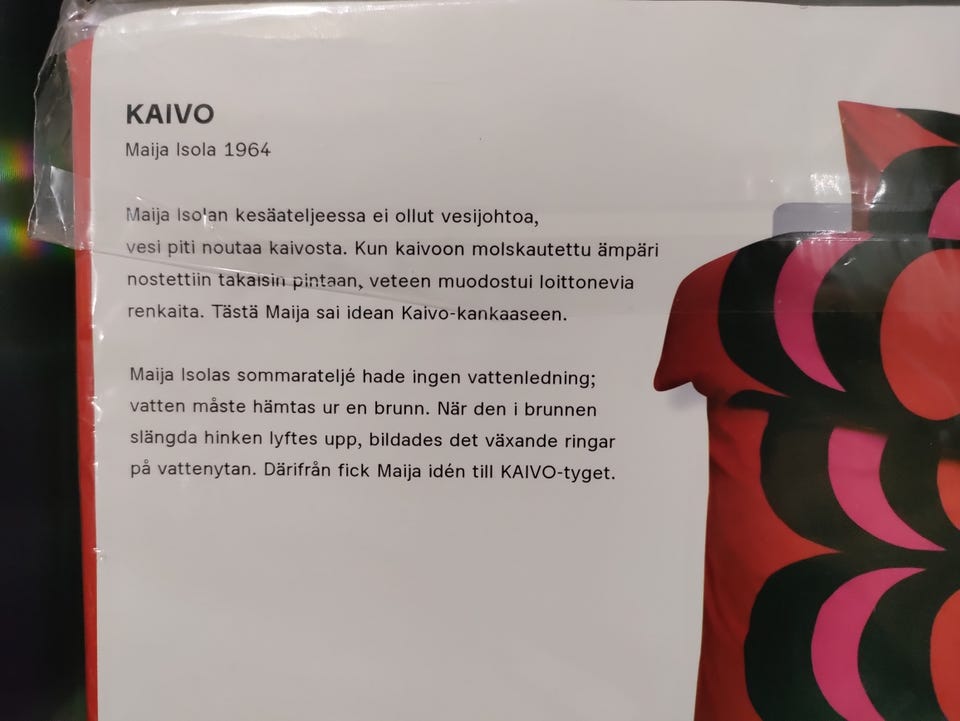 KAIVO
Maija Isola 1964
Maija Isolan kesäateljeessa ei ollut vesijohtoa,
vesi piti noutaa kaivosta. Kun kaivoon molskautettu ämpäri
nostettiin takaisin pintaan, veteen muodostui loittonevia
renkaita. Tästä Maija sai idean Kaivo-kankaaseen.
Maija Isolas sommarateljé hade ingen vattenledning;
vatten måste hämtas ur en brunn. När den i brunnen
slängda hinken lyftes upp, bildades det växande ringar
på vattenytan. Därifrån fick Maija idén till KAIVO-tyget.